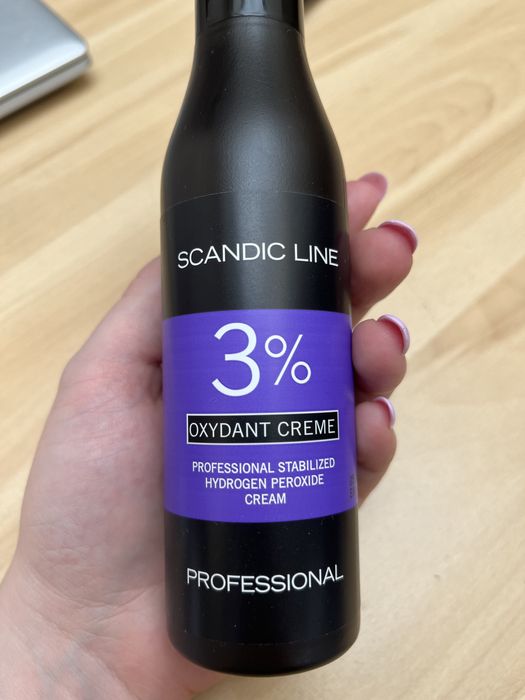 SCANDIC LINE
3%
OXYDANT CREME
PROFESSIONAL STABILIZED
HYDROGEN PEROXIDE
CREAM
PROFESSIONAL